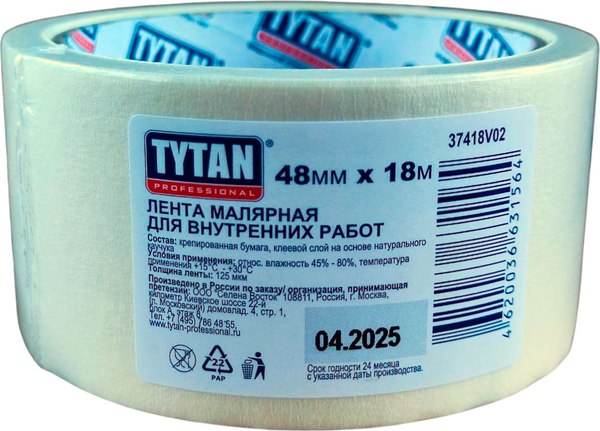 TYTAN
TYTAN
TYTAN
PROFESSIONAL
48мм x 18м
37418V02
ЛЕНТА МАЛЯРНАЯ
ДЛЯ ВНУТРЕННИХ РАБОТ
Состав: крепированная бумага, клеевой слой на основе натурального
каучука
Условия применения: относ. влажность 45% - 80%, температура
применения +15°C - +30°C
Толщина ленты: 125 мкм
Произведено в России по заказу/ организация, принимающая
претензии: ООО "Селена Восток" 108811, Россия, г. Москва,
километр Киевское шоссе 22-й
(п. Московский) домовлад. 4, стр. 1,
Блок А, этаж 8,
Тел. +7 (495) 786 48 55,
www.tytan-professional.ru
04.2025
22
PAP
Срок годности 24 месяца
с указанной даты производства.
4620036631564